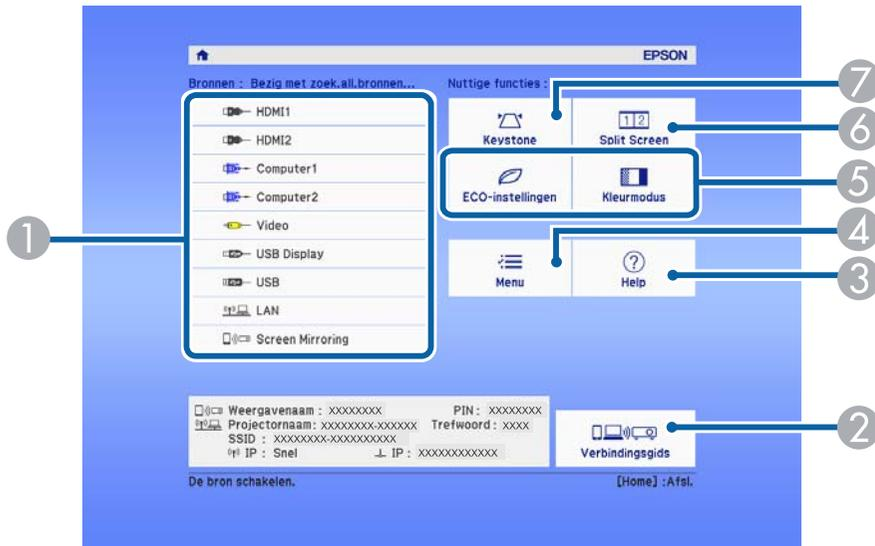 EPSON
Bronnen : Bezig met zoek.all.bronnen...
Nuttige functies :
HDMI1
HDMI2
Computer1
Computer2
Video
USB Display
USB
LAN
Screen Mirroring
Keystone
Split Screen
1 2
ECO-instellingen
Kleurmodus
Menu
Help
?
Weergavenaam : XXXXXXXX
PIN : XXXXXXXX
Projectornaam: XXXXXXXX-XXXXXX
Trefwoord : XXXX
SSID : XXXXXXXX-XXXXXXXXXX
IP : Snel
IP : XXXXXXXXXXXX
Verbindingsgids
De bron schakelen.
[Home] :Afsl.
1
7
6
5
4
3
2